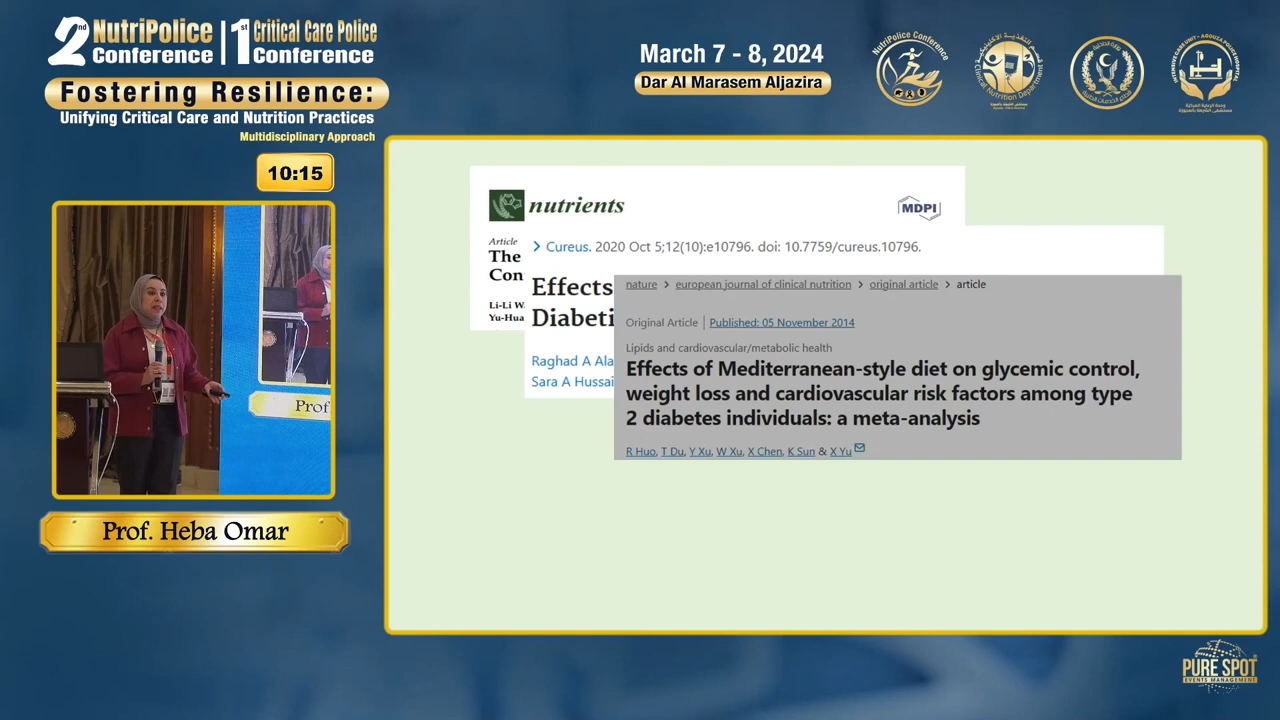 2nd NutriPolice Conference | 1st Critical Care Police Conference
Fostering Resilience:
Unifying Critical Care and Nutrition Practices
Multidisciplinary Approach
March 7 - 8, 2024
Dar Al Marasem Aljazira
NutriPolice Conference
10:15
Prof
Prof. Heba Omar
nutrients
MDPI
Article
The
Con
Li-Li W
Yu-Hua
Cureus. 2020 Oct 5;12(10):e10796. doi: 10.7759/cureus.10796.
Effects
Diabeti
Raghad A Ala
Sara A Hussai
nature > european journal of clinical nutrition > original article > article
Original Article | Published: 05 November 2014
Lipids and cardiovascular/metabolic health
Effects of Mediterranean-style diet on glycemic control,
weight loss and cardiovascular risk factors among type
2 diabetes individuals: a meta-analysis
R Huo, T Du, Y Xu, W Xu, X Chen, K Sun & X Yu
PURE SPOT
EVENTS MANAGEMENT